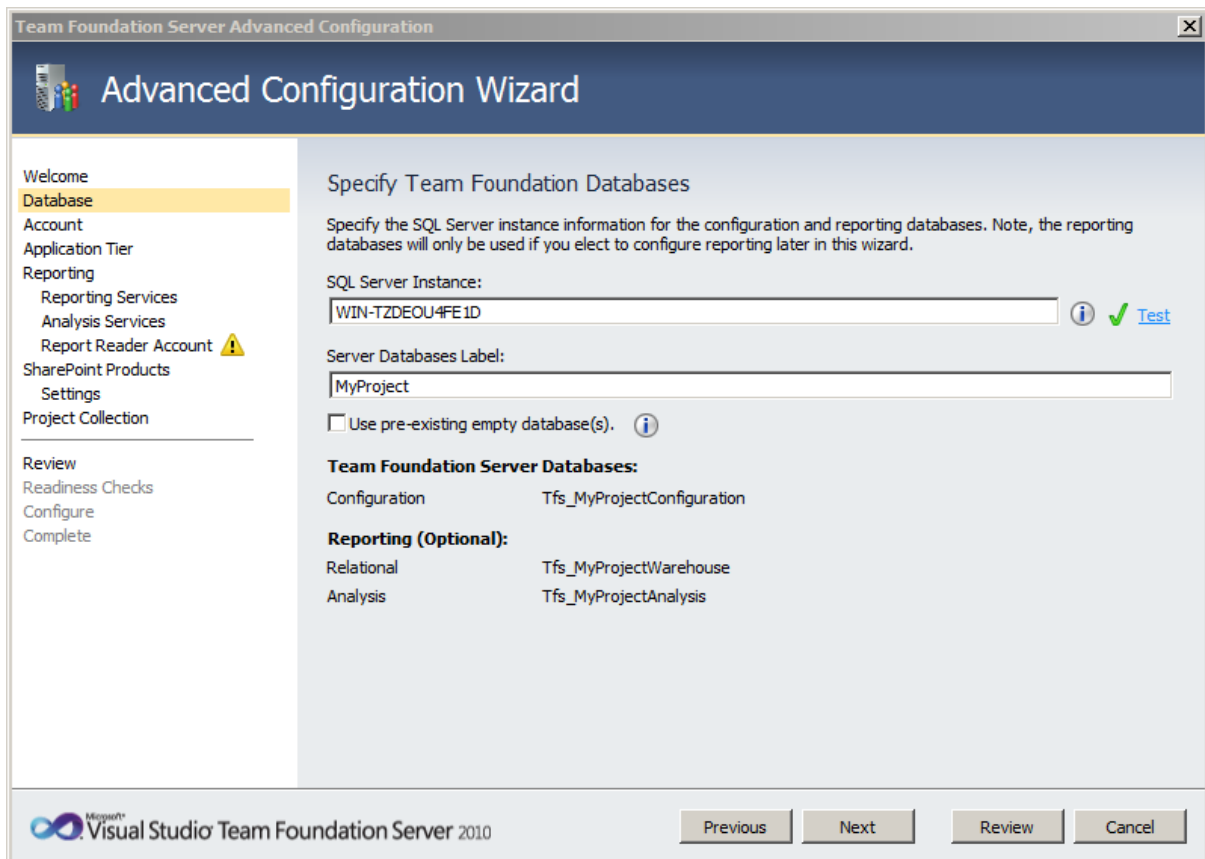 Team Foundation Server Advanced Configuration
Advanced Configuration Wizard
Welcome
Database
Account
Application Tier
Reporting
Reporting Services
Analysis Services
Report Reader Account
SharePoint Products
Settings
Project Collection
Review
Readiness Checks
Configure
Complete
Specify Team Foundation Databases
Specify the SQL Server instance information for the configuration and reporting databases. Note, the reporting
databases will only be used if you elect to configure reporting later in this wizard.
SQL Server Instance:
WIN-TZDEOU4FE1D
Test
Server Databases Label:
MyProject
Use pre-existing empty database(s).
Team Foundation Server Databases:
Configuration Tfs_MyProjectConfiguration
Reporting (Optional):
Relational Tfs_MyProjectWarehouse
Analysis Tfs_MyProjectAnalysis
Microsoft®
Visual Studio Team Foundation Server 2010
Previous Next Review Cancel